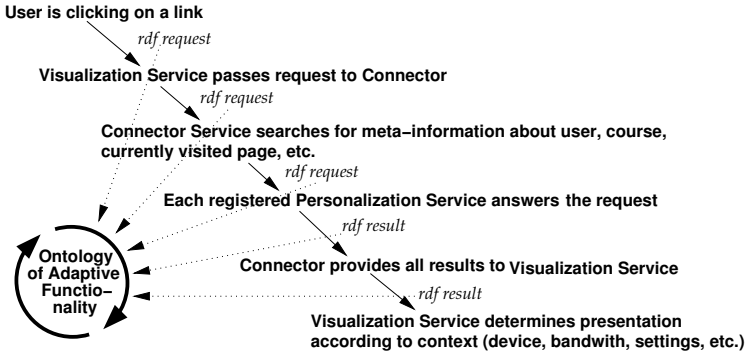 User is clicking on a link
rdf request
Visualization Service passes request to Connector
rdf request
Connector Service searches for meta−information about user, course,
currently visited page, etc.
rdf request
Each registered Personalization Service answers the request
rdf result
Connector provides all results to Visualization Service
rdf result
Visualization Service determines presentation
according to context (device, bandwith, settings, etc.)
Ontology
of Adaptive
Functio−
nality